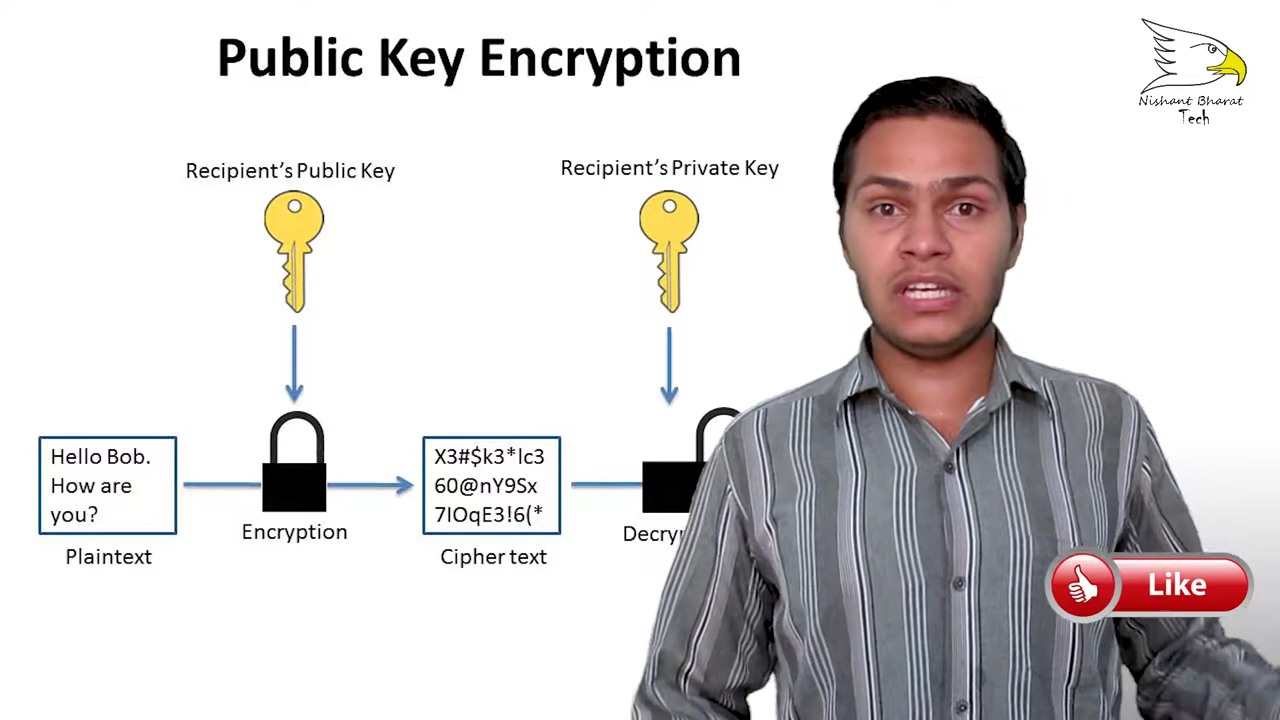 Public Key Encryption
Nishant Bharat
Tech
Recipient's Public Key
Recipient's Private Key
Hello Bob.
How are
you?
Plaintext
Encryption
X3#$k3*lc3
60@nY9Sx
7IOqE3!6(*
Cipher text
Like